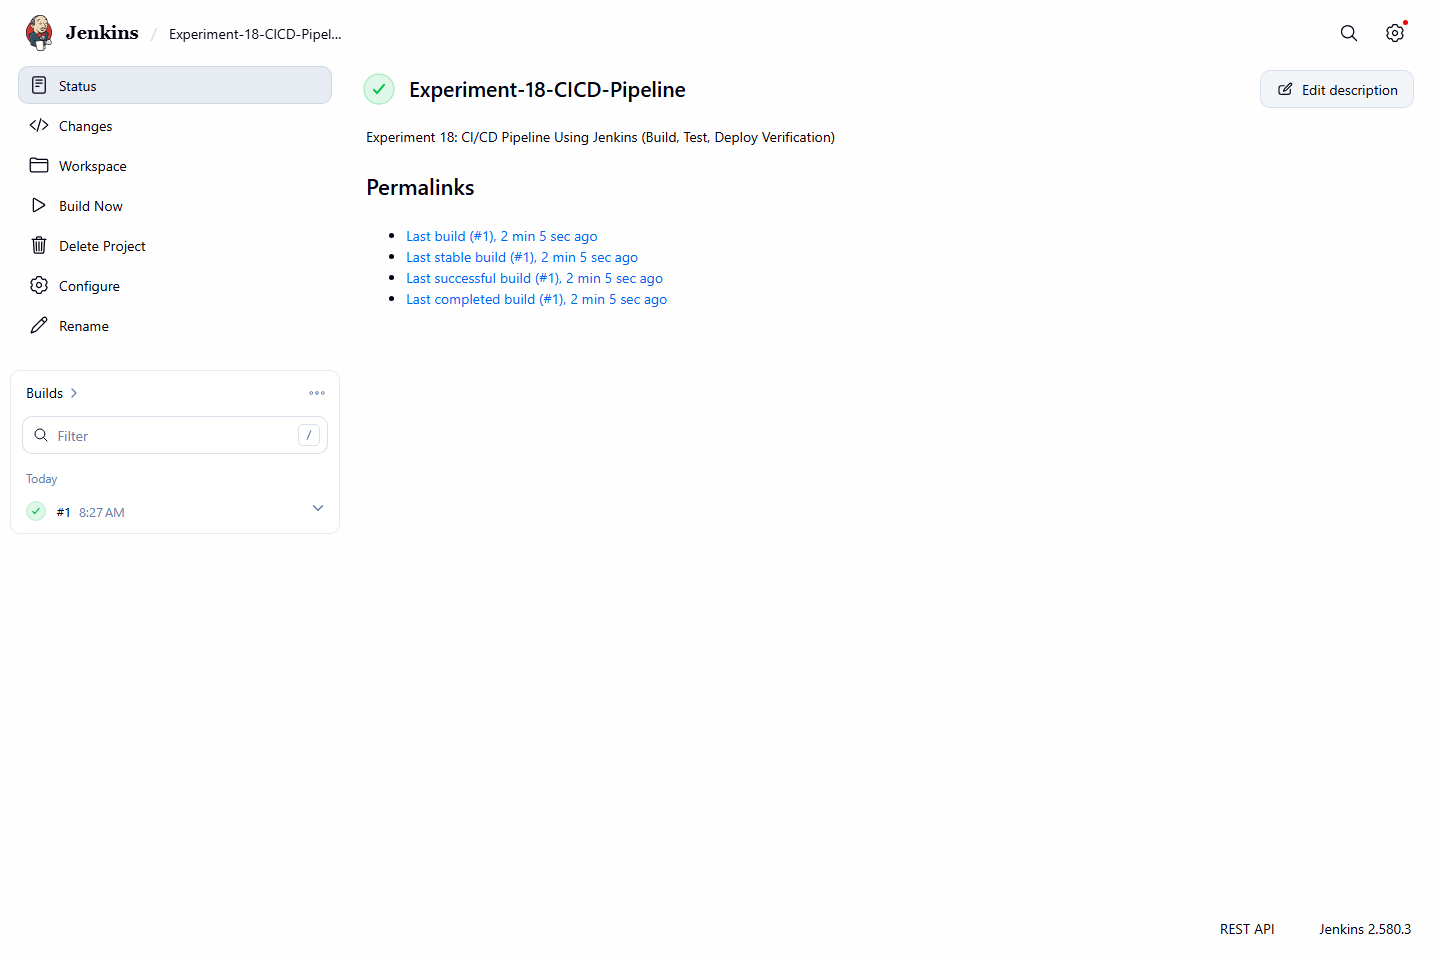 Jenkins / Experiment-18-CICD-Pipel...
Status
Changes
Workspace
Build Now
Delete Project
Configure
Rename
Builds
Filter /
Today
#1 8:27 AM
Experiment-18-CICD-Pipeline
Edit description
Experiment 18: CI/CD Pipeline Using Jenkins (Build, Test, Deploy Verification)
Permalinks
Last build (#1), 2 min 5 sec ago
Last stable build (#1), 2 min 5 sec ago
Last successful build (#1), 2 min 5 sec ago
Last completed build (#1), 2 min 5 sec ago
REST API Jenkins 2.580.3